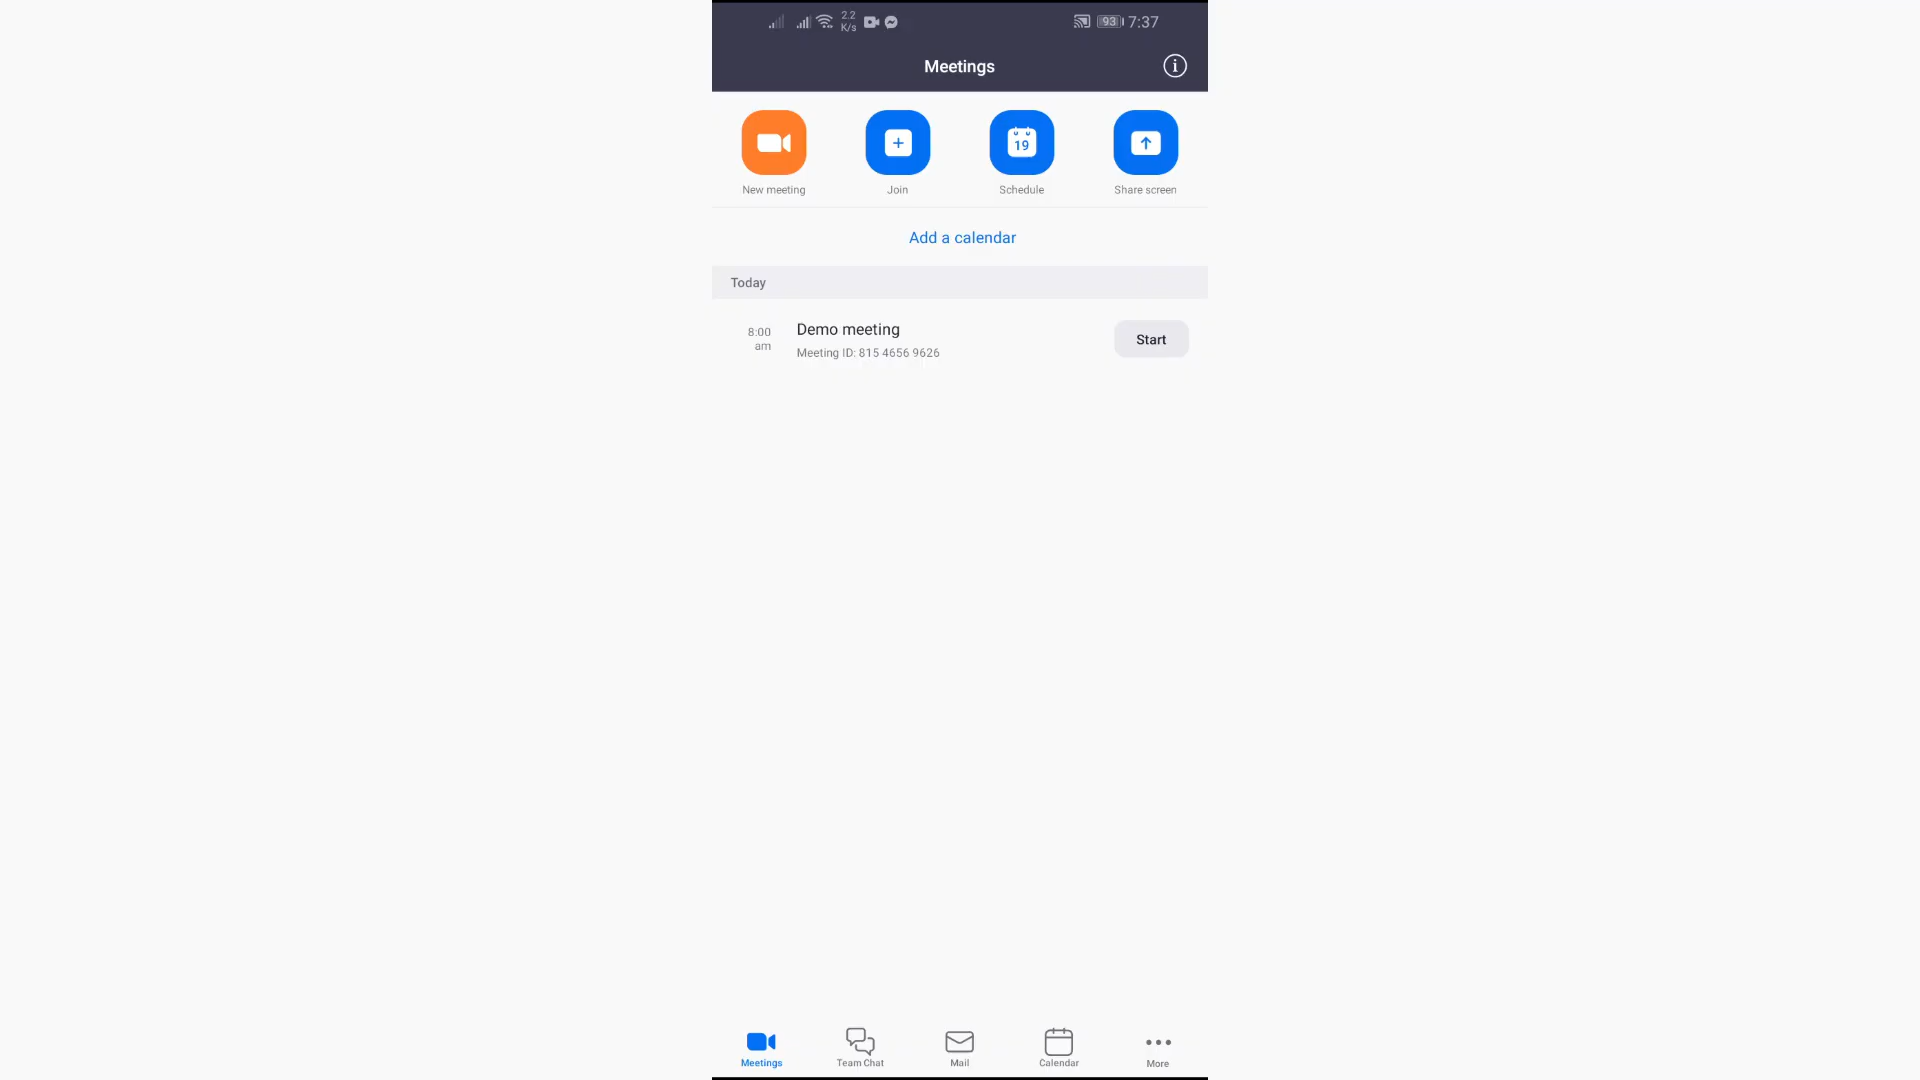 2.2
K/s
93
7:37
Meetings
19
New meeting
Join
Schedule
Share screen
Add a calendar
Today
8:00
am
Demo meeting
Meeting ID: 815 4656 9626
Start
Meetings
Team Chat
Mail
Calendar
More